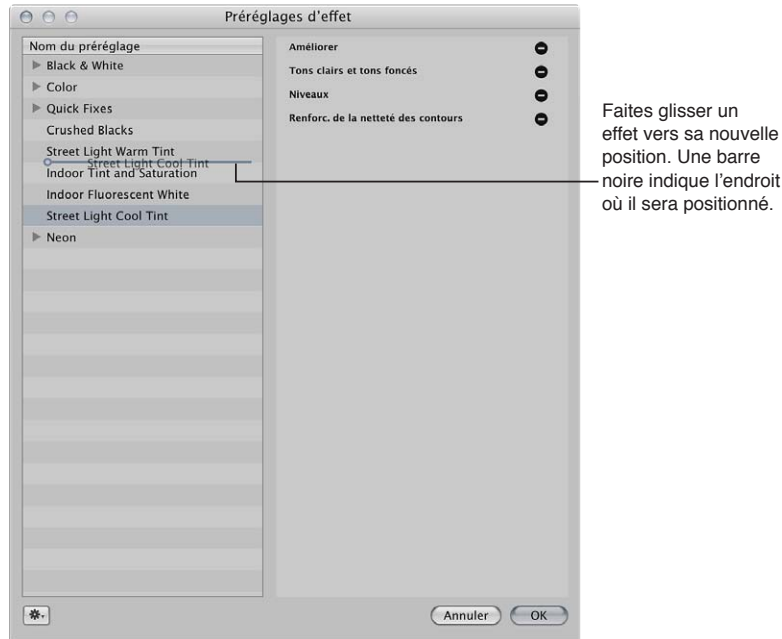 Préréglages d'effet
Nom du préréglage
Black & White
Color
Quick Fixes
Crushed Blacks
Street Light Warm Tint
Street Light Cool Tint
Indoor Tint and Saturation
Indoor Fluorescent White
Street Light Cool Tint
Neon
Améliorer
Tons clairs et tons foncés
Niveaux
Renforc. de la netteté des contours
Faites glisser un
effet vers sa nouvelle
position. Une barre
noire indique l’endroit
où il sera positionné.
Annuler
OK